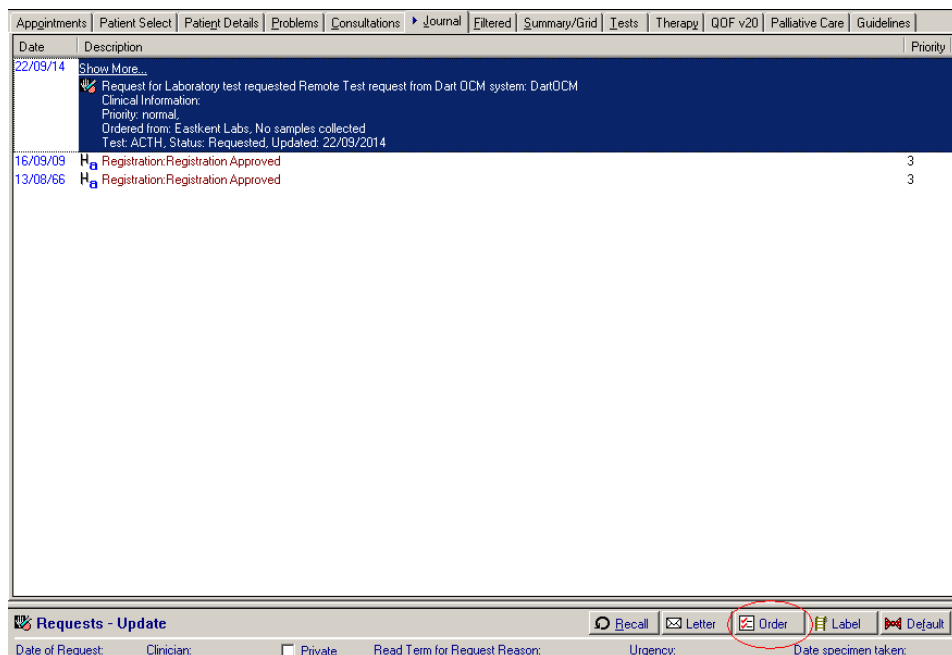 Appointments Patient Select Patient Details Problems Consultations Journal Filtered Summary/Grid Tests Therapy QOF v20 Palliative Care Guidelines
Date Description Priority
22/09/14 Show More...
Request for Laboratory test requested Remote Test request from Dart OCM system: DartOCM
Clinical Information:
Priority: normal,
Ordered from: Eastkent Labs, No samples collected
Test: ACTH, Status: Requested, Updated: 22/09/2014
16/09/09 Ha Registration:Registration Approved 3
13/08/66 Ha Registration:Registration Approved 3
Requests - Update Recall Letter Order Label Default
Date of Request: Clinician: Private Read Term for Request Reason: Urgency: Date specimen taken: